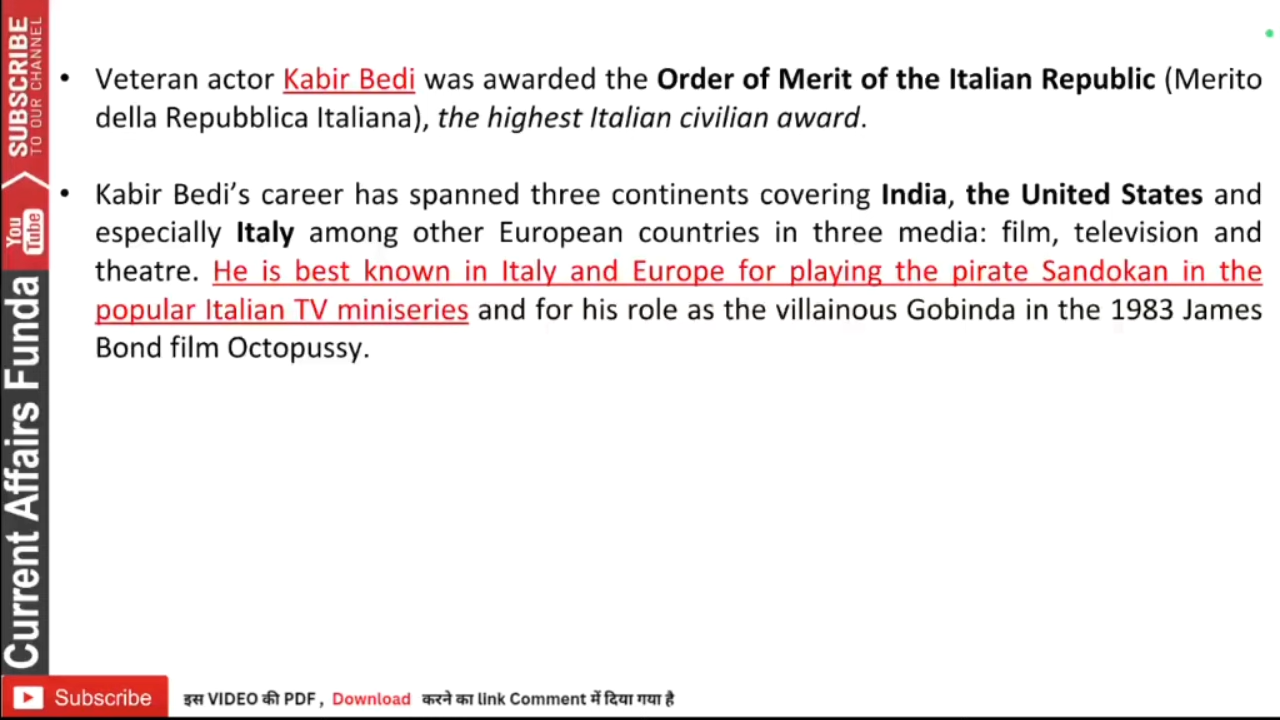 • Veteran actor Kabir Bedi was awarded the Order of Merit of the Italian Republic (Merito
della Repubblica Italiana), the highest Italian civilian award.
• Kabir Bedi’s career has spanned three continents covering India, the United States and
especially Italy among other European countries in three media: film, television and
theatre. He is best known in Italy and Europe for playing the pirate Sandokan in the
popular Italian TV miniseries and for his role as the villainous Gobinda in the 1983 James
Bond film Octopussy.
SUBSCRIBE
TO OUR CHANNEL
You
Tube
Current Affairs Funda
Subscribe
इस VIDEO की PDF , Download करने का link Comment में दिया गया है